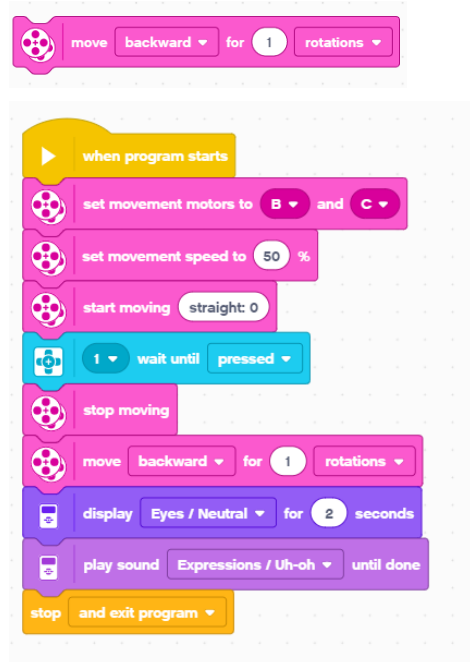 move backward for 1 rotations
when program starts
set movement motors to B and C
set movement speed to 50 %
start moving straight: 0
1 wait until pressed
stop moving
move backward for 1 rotations
display Eyes / Neutral for 2 seconds
play sound Expressions / Uh-oh until done
stop and exit program